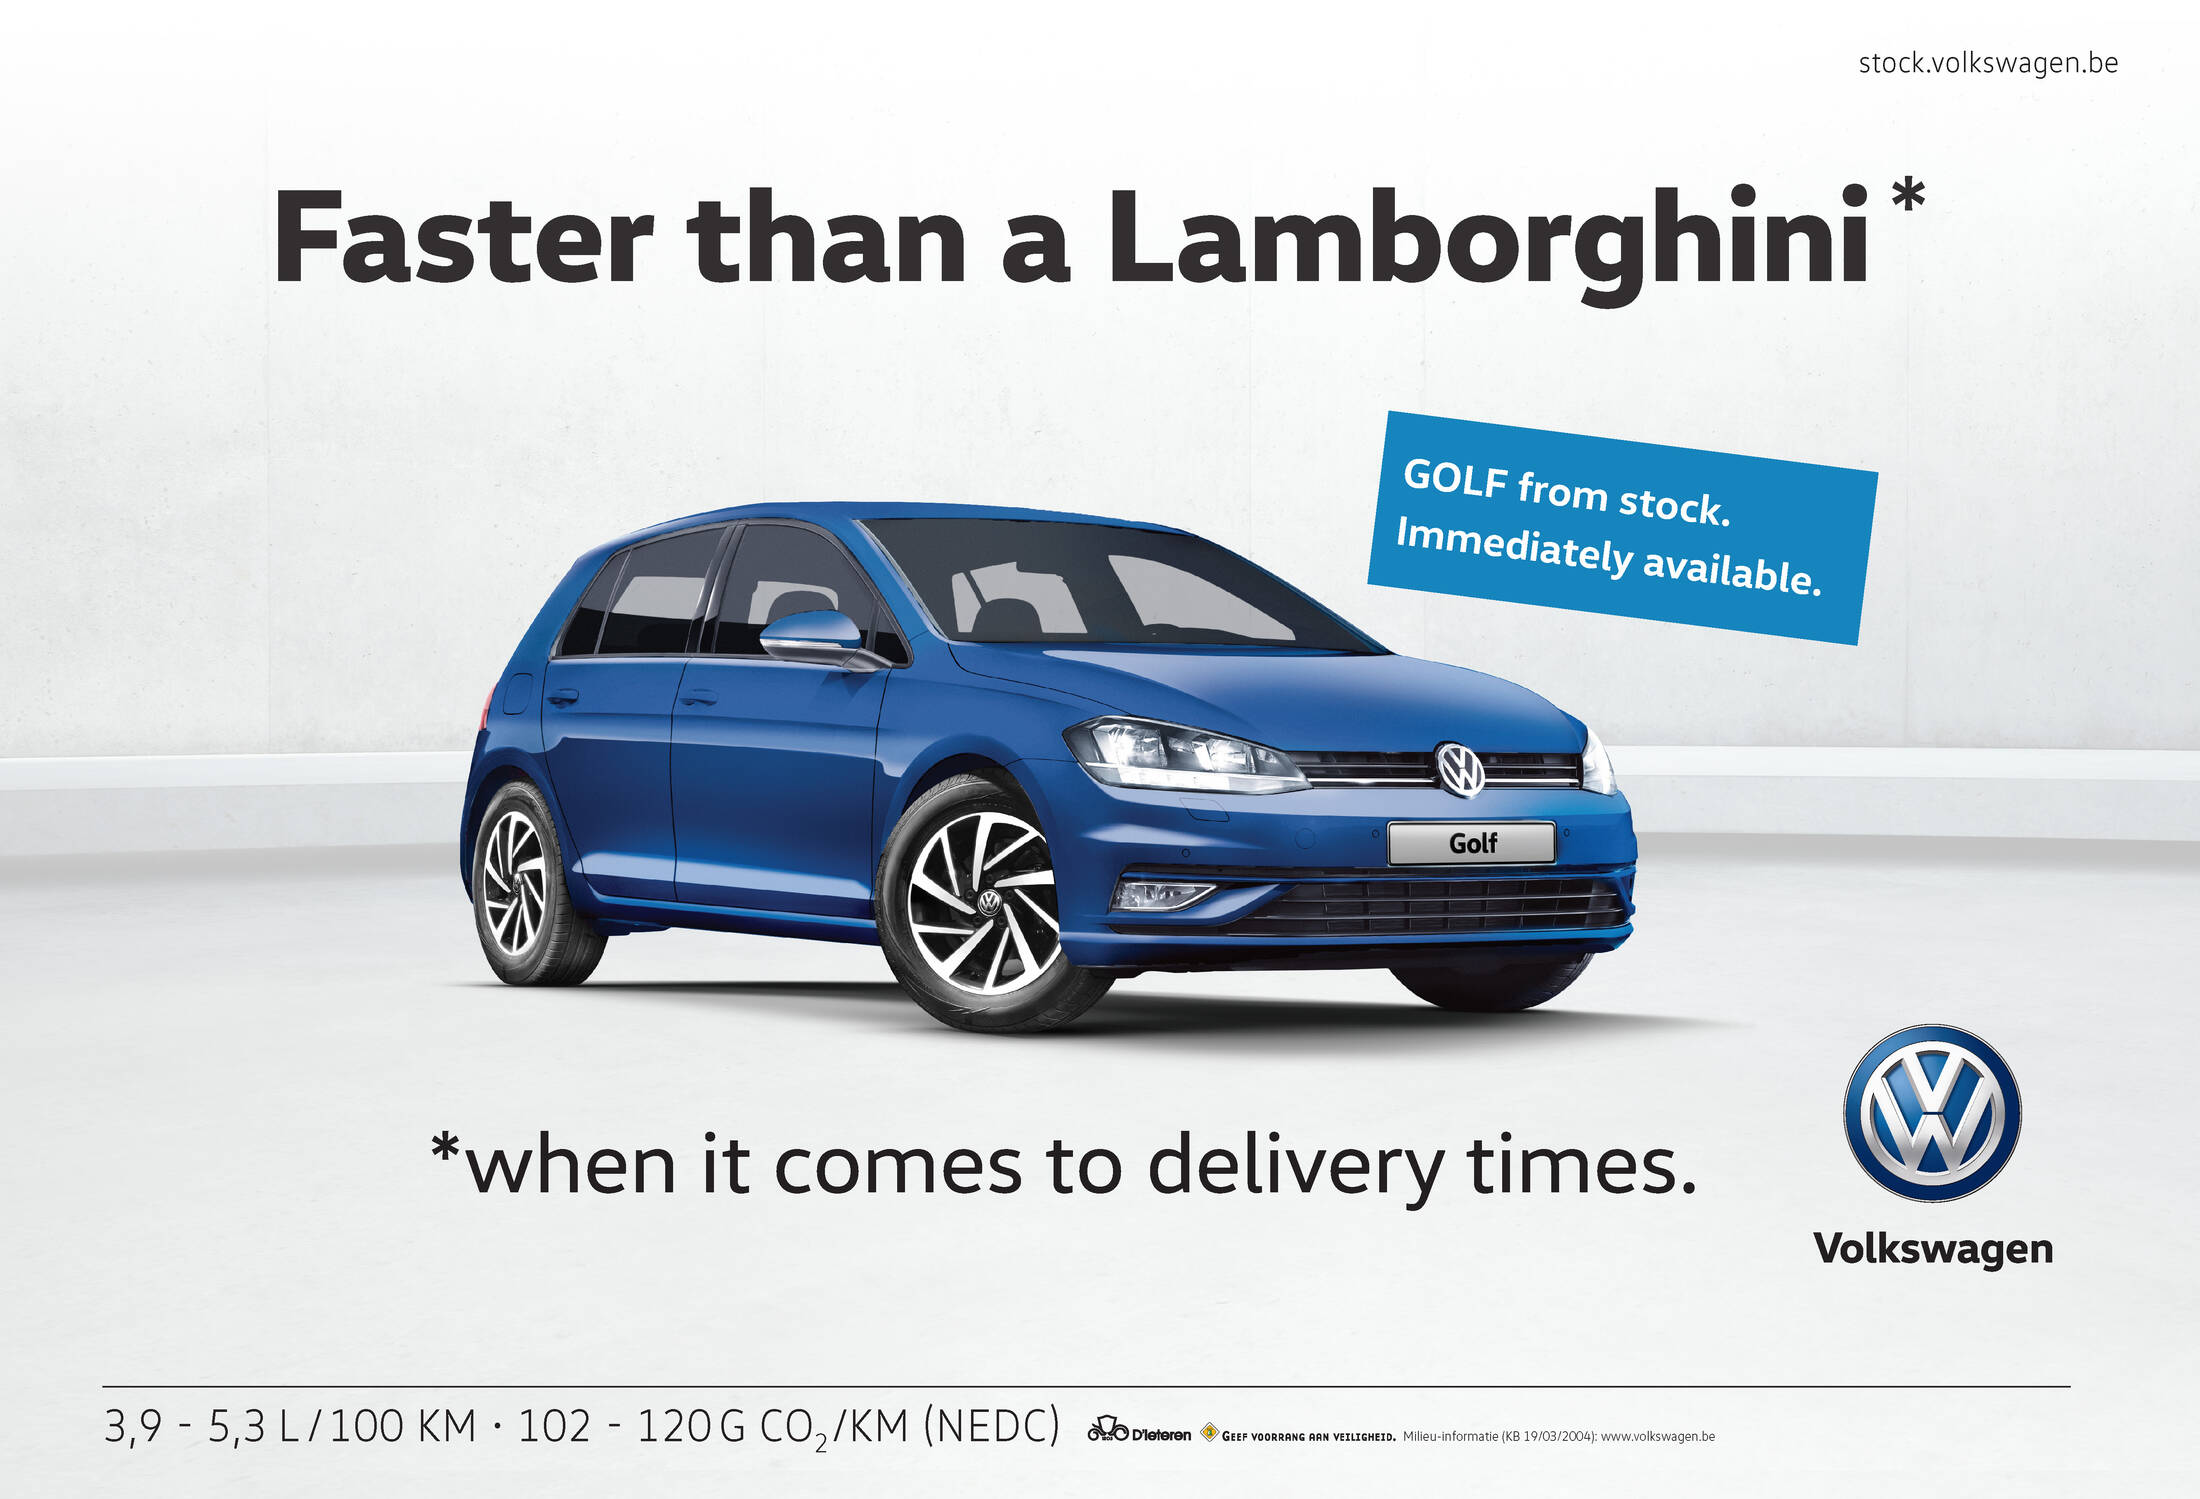 stock.volkswagen.be
Faster than a Lamborghini*
GOLF from stock.
Immediately available.
Golf
*when it comes to delivery times.
Volkswagen
3,9 - 5,3 L/100 KM • 102 - 120 G CO₂/KM (NEDC)
1805 D'Ieteren GEEF VOORRANG AAN VEILIGHEID. Milieu-informatie (KB 19/03/2004): www.volkswagen.be